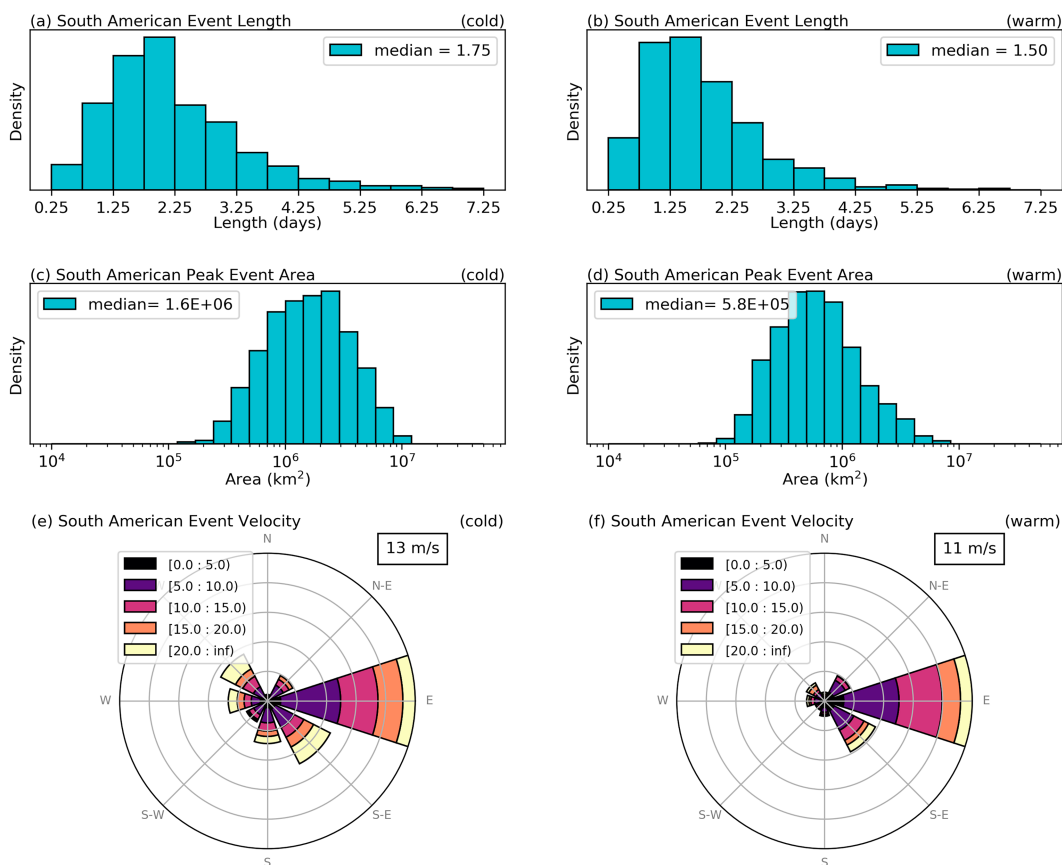 (a) South American Event Length (cold)
median = 1.75
Density
0.25 1.25 2.25 3.25 4.25 5.25 6.25 7.25
Length (days)
(b) South American Event Length (warm)
median = 1.50
Density
0.25 1.25 2.25 3.25 4.25 5.25 6.25 7.25
Length (days)
(c) South American Peak Event Area (cold)
median= 1.6E+06
Density
10⁴ 10⁵ 10⁶ 10⁷
Area (km²)
(d) South American Peak Event Area (warm)
median= 5.8E+05
Density
10⁴ 10⁵ 10⁶ 10⁷
Area (km²)
(e) South American Event Velocity (cold)
13 m/s
[0.0 : 5.0)
[5.0 : 10.0)
[10.0 : 15.0)
[15.0 : 20.0)
[20.0 : inf)
N
N-E
W
E
S-W
S-E
S
(f) South American Event Velocity (warm)
11 m/s
[0.0 : 5.0)
[5.0 : 10.0)
[10.0 : 15.0)
[15.0 : 20.0)
[20.0 : inf)
N
N-E
W
E
S-W
S-E
S